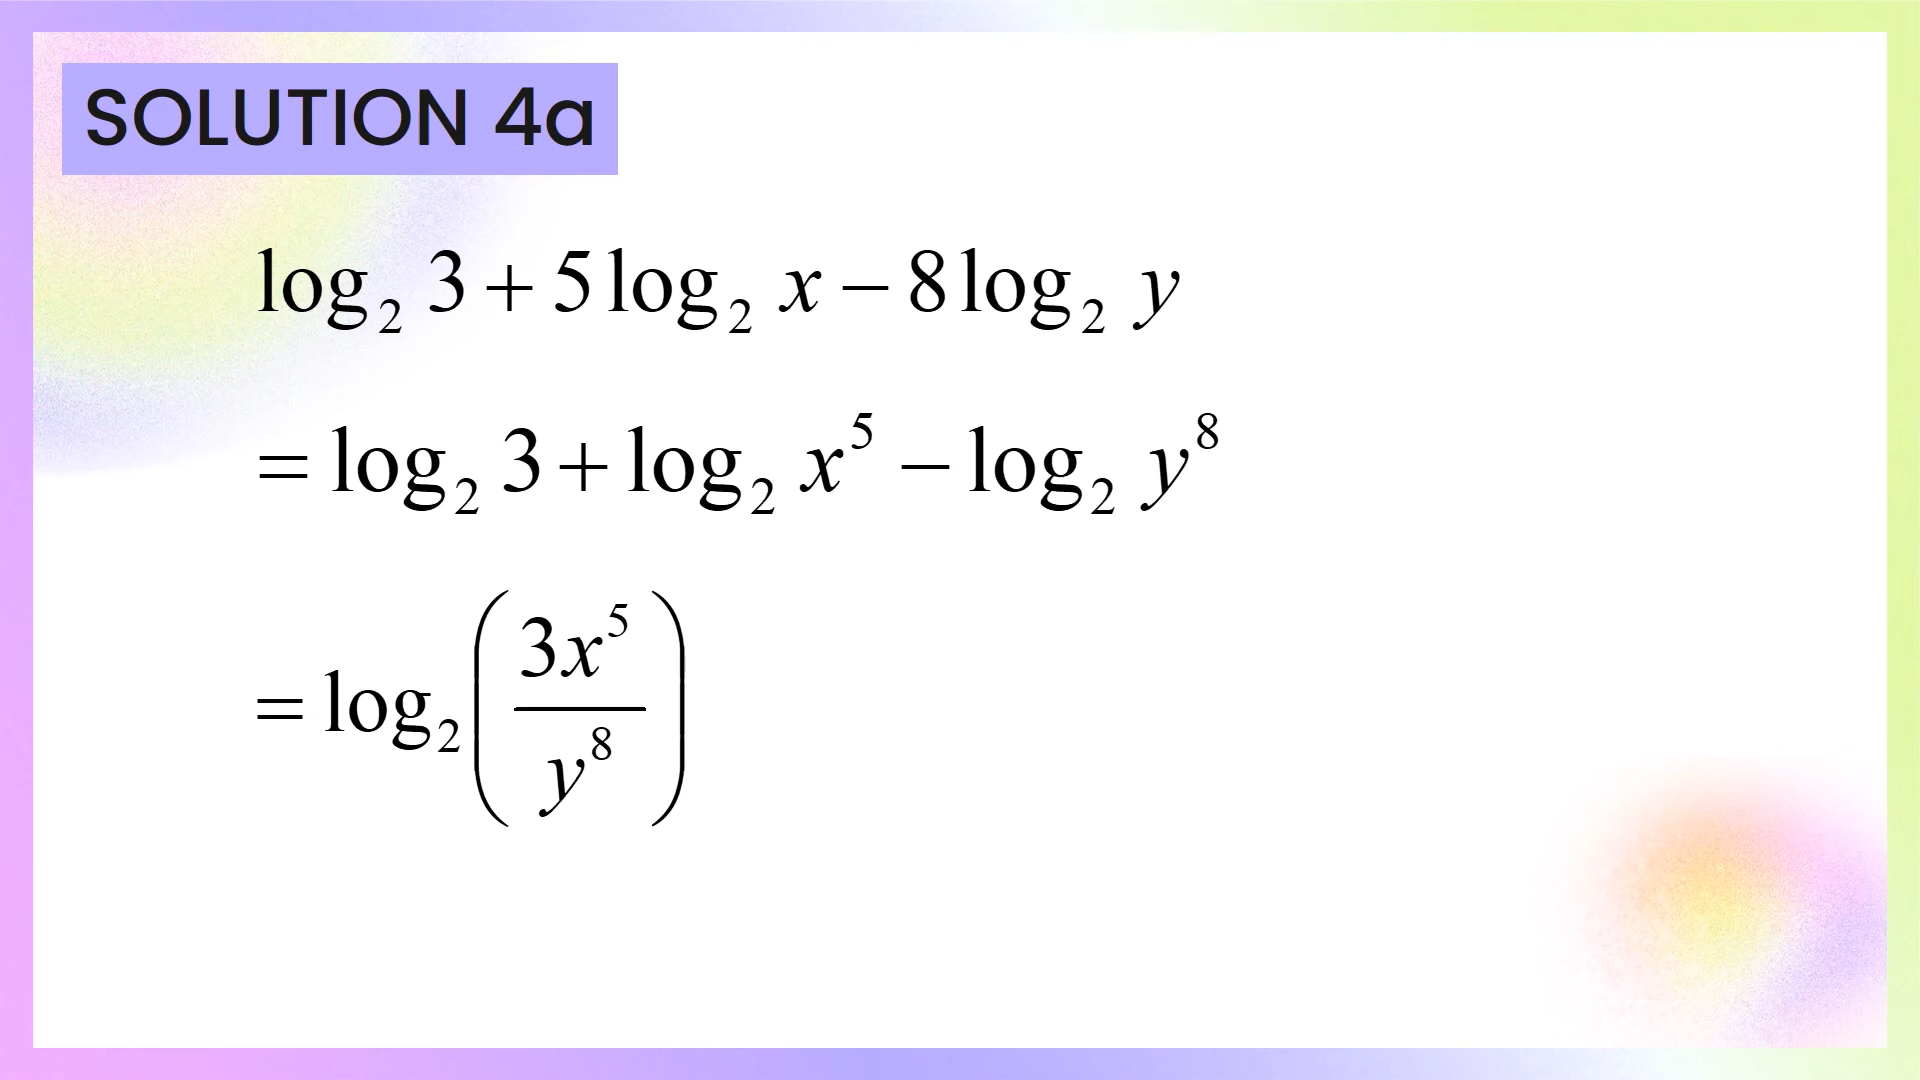 SOLUTION 4a
log₂ 3 + 5 log₂ x − 8 log₂ y
= log₂ 3 + log₂ x⁵ − log₂ y⁸
= log₂ (3x⁵ / y⁸)